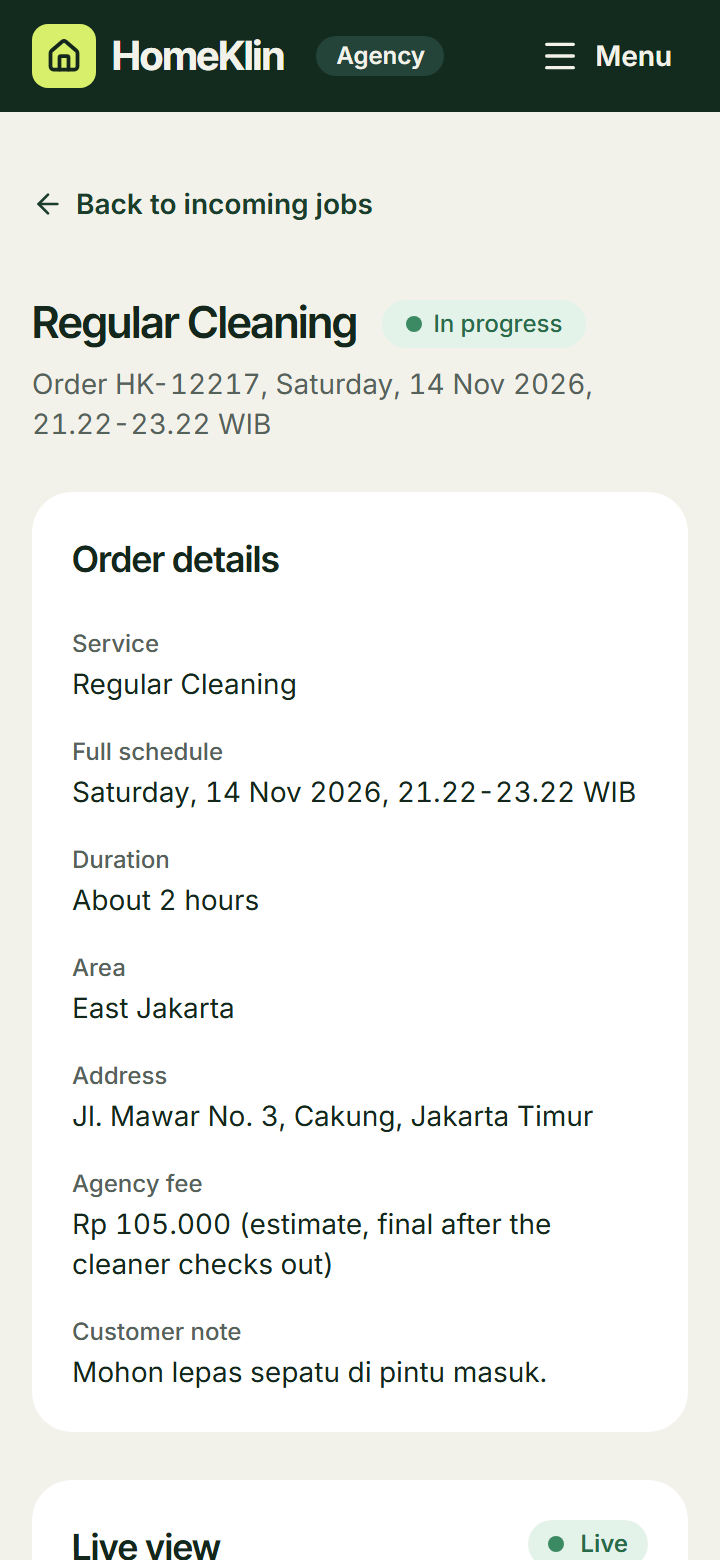 HomeKlin
Agency
Menu
Back to incoming jobs
Regular Cleaning
In progress
Order HK-12217, Saturday, 14 Nov 2026,
21.22-23.22 WIB
Order details
Service
Regular Cleaning
Full schedule
Saturday, 14 Nov 2026, 21.22-23.22 WIB
Duration
About 2 hours
Area
East Jakarta
Address
Jl. Mawar No. 3, Cakung, Jakarta Timur
Agency fee
Rp 105.000 (estimate, final after the
cleaner checks out)
Customer note
Mohon lepas sepatu di pintu masuk.
Live view
Live